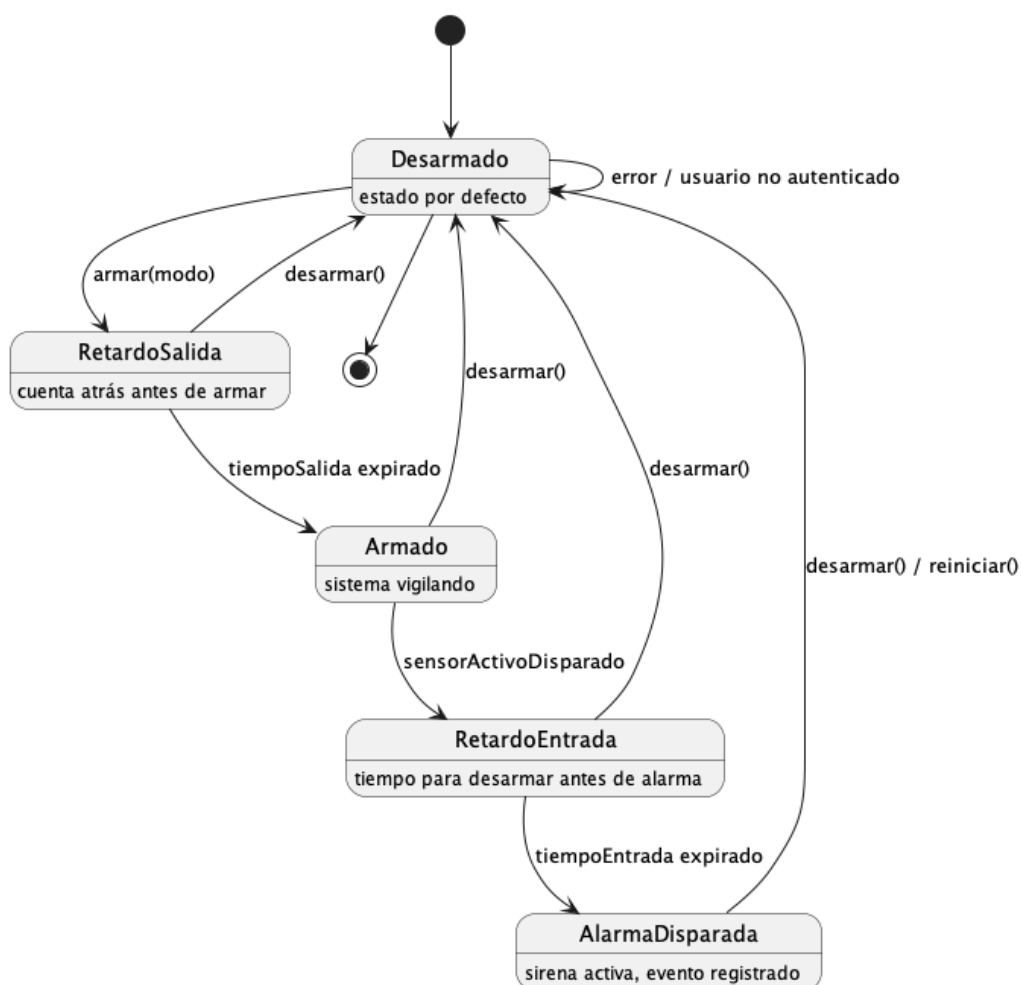 Desarmado
estado por defecto
error / usuario no autenticado
armar(modo)
desarmar()
RetardoSalida
cuenta atrás antes de armar
desarmar()
tiempoSalida expirado
desarmar()
Armado
sistema vigilando
desarmar() / reiniciar()
sensorActivoDisparado
RetardoEntrada
tiempo para desarmar antes de alarma
tiempoEntrada expirado
AlarmaDisparada
sirena activa, evento registrado